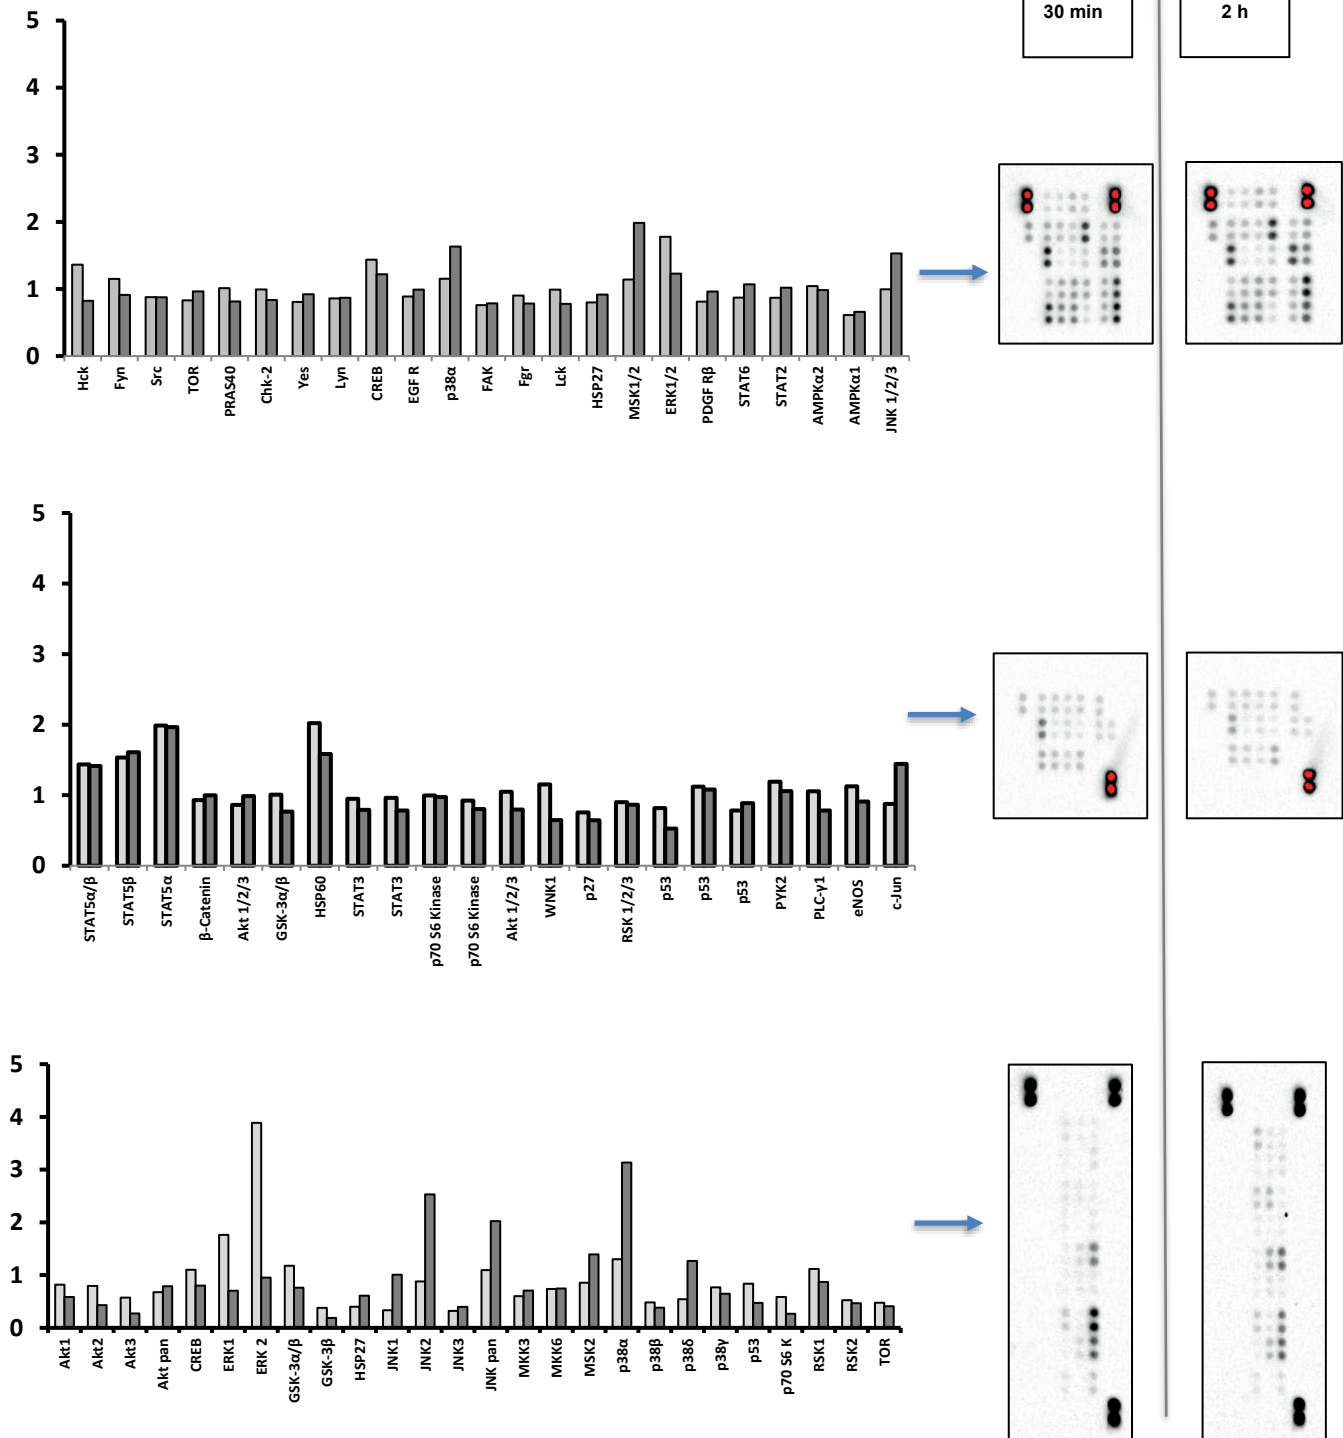 30 min
2 h
5
4
3
2
1
0
Hck
Fyn
Src
TOR
PRAS40
Chk-2
Yes
Lyn
CREB
EGF R
p38α
FAK
Fgr
Lck
HSP27
MSK1/2
ERK1/2
PDGF Rβ
STAT6
STAT2
AMPKα2
AMPKα1
JNK 1/2/3
5
4
3
2
1
0
STAT5α/β
STAT5β
STAT5α
β-Catenin
Akt 1/2/3
GSK-3α/β
HSP60
STAT3
STAT3
p70 S6 Kinase
p70 S6 Kinase
Akt 1/2/3
WNK1
p27
RSK 1/2/3
p53
p53
p53
PYK2
PLC-γ1
eNOS
c-Jun
5
4
3
2
1
0
Akt1
Akt2
Akt3
Akt pan
CREB
ERK1
ERK 2
GSK-3α/β
GSK-3β
HSP27
JNK1
JNK2
JNK3
JNK pan
MKK3
MKK6
MSK2
p38α
p38β
p38δ
p38γ
p53
p70 S6 K
RSK1
RSK2
TOR